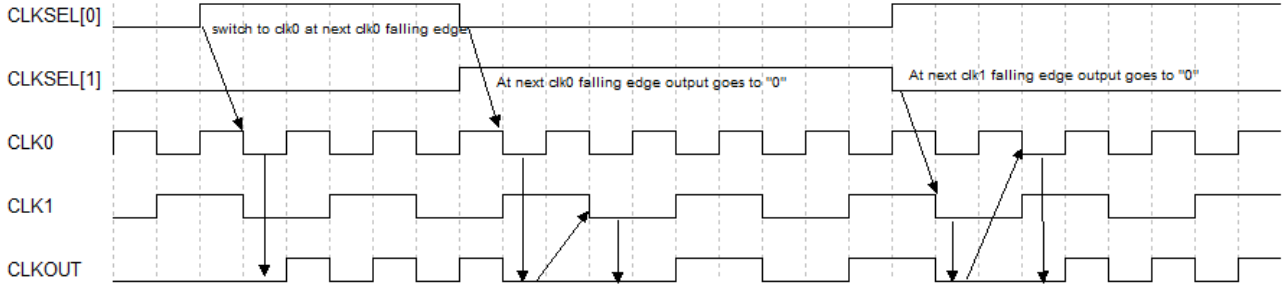 CLKSEL[0]
switch to clk0 at next clk0 falling edge
CLKSEL[1]
At next clk0 falling edge output goes to "0"
At next clk1 falling edge output goes to "0"
CLK0
CLK1
CLKOUT